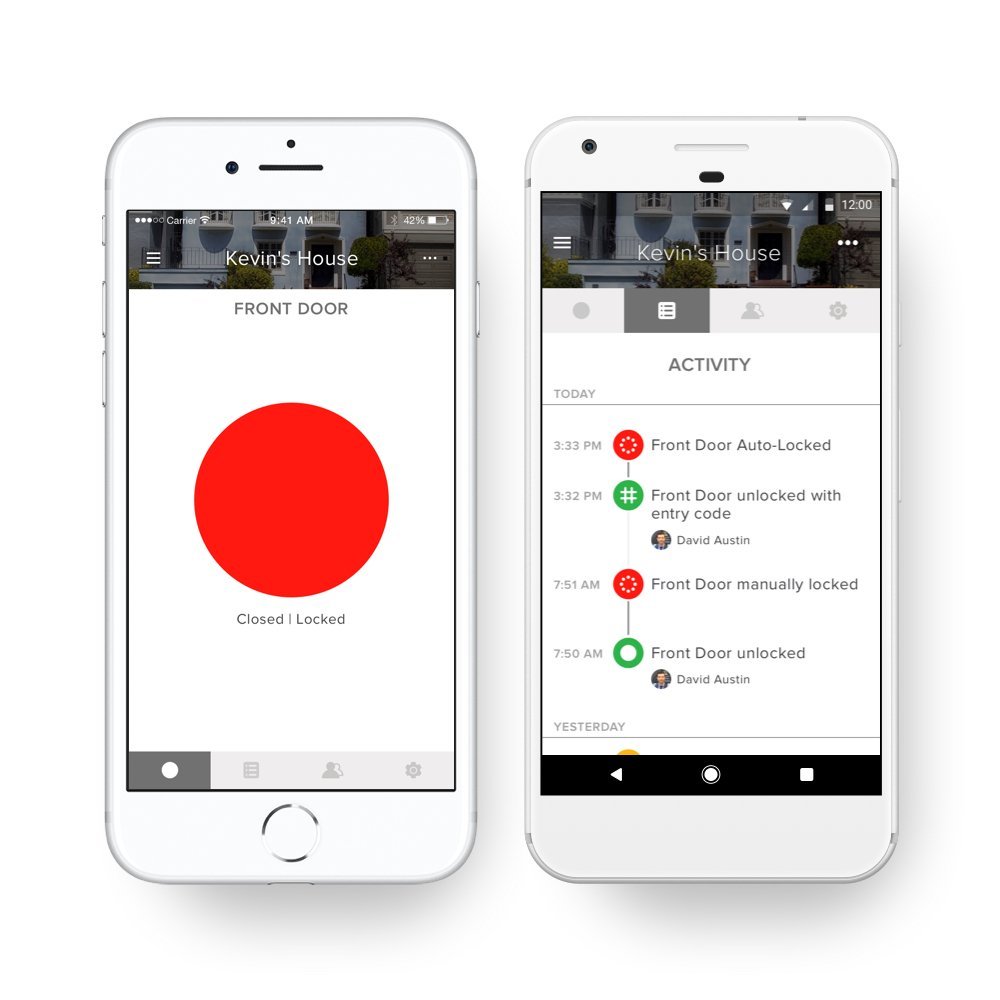 Carrier 9:41 AM 42%
Kevin's House
FRONT DOOR
Closed | Locked
12:00
Kevin's House
ACTIVITY
TODAY
3:33 PM Front Door Auto-Locked
3:32 PM Front Door unlocked with
entry code
David Austin
7:51 AM Front Door manually locked
7:50 AM Front Door unlocked
David Austin
YESTERDAY